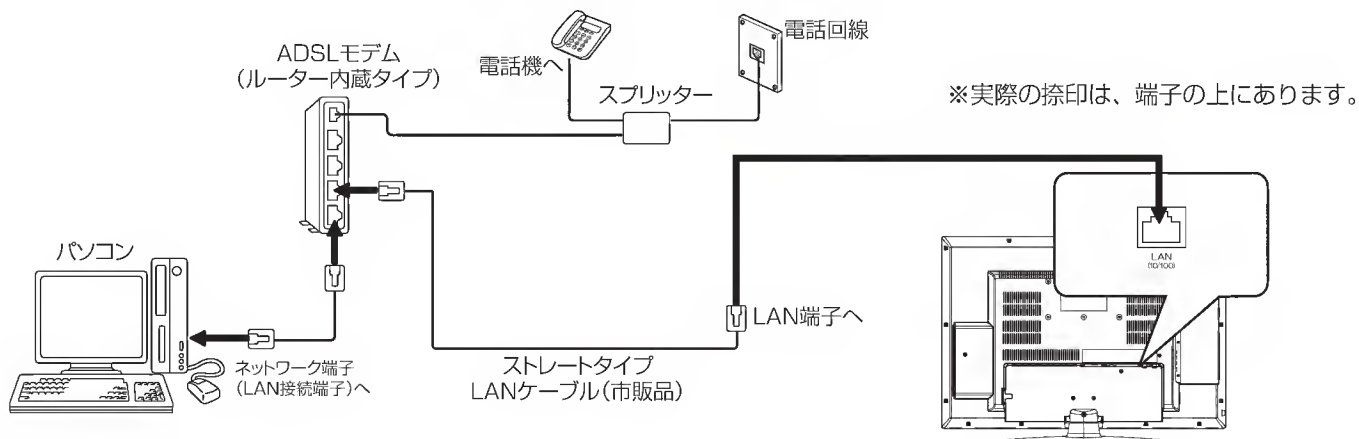 電話回線
ADSLモデム
(ルーター内蔵タイプ)
電話機へ
スプリッター
※実際の捺印は、端子の上にあります。
パソコン
LAN
(10/100)
LAN端子へ
ネットワーク端子
(LAN接続端子)へ
ストレートタイプ
LANケーブル(市販品)